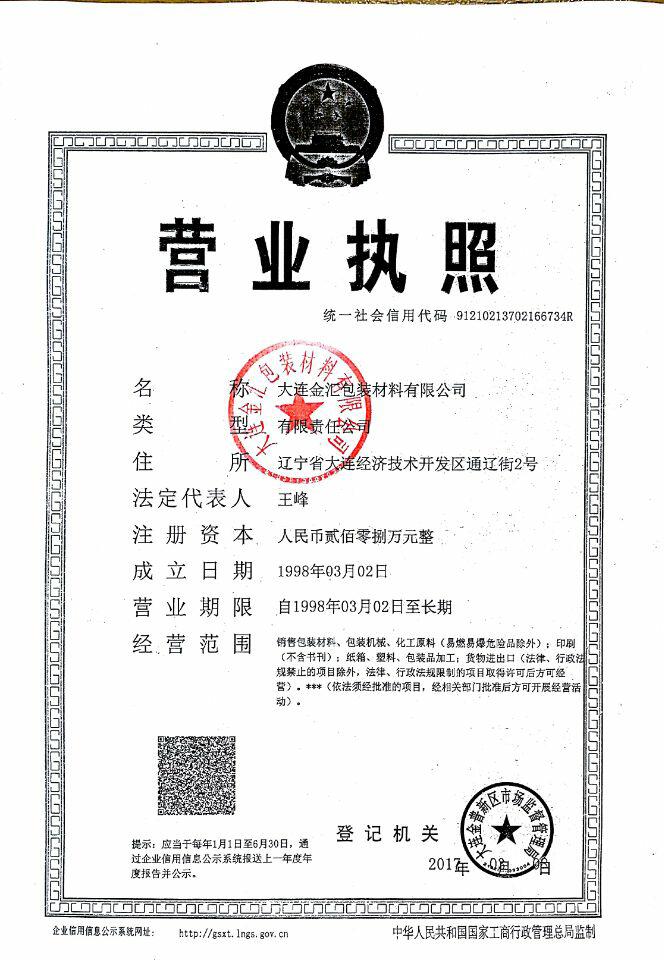 营业执照
统一社会信用代码 91210213702166734R
名称 大连金汇包装材料有限公司
类型 有限责任公司
住所 辽宁省大连经济技术开发区通辽街2号
法定代表人 王峰
注册资本 人民币贰佰零捌万元整
成立日期 1998年03月02日
营业期限 自1998年03月02日至长期
经营范围 销售包装材料、包装机械、化工原料（易燃易爆危险品除外）；印刷
（不含书刊）；纸箱、塑料、包装品加工；货物进出口（法律、行政法
规禁止的项目除外，法律、行政法规限制的项目取得许可后方可经
营）。***（依法须经批准的项目，经相关部门批准后方可开展经营活
动）。
大连金汇包装材料有限公司
大连金普新区市场监督管理局
登记机关
2017年 月 日
提示：应当于每年1月1日至6月30日，通
过企业信用信息公示系统报送上一年度年
度报告并公示。
企业信用信息公示系统网址： http://gsxt.lngs.gov.cn
中华人民共和国国家工商行政管理总局监制